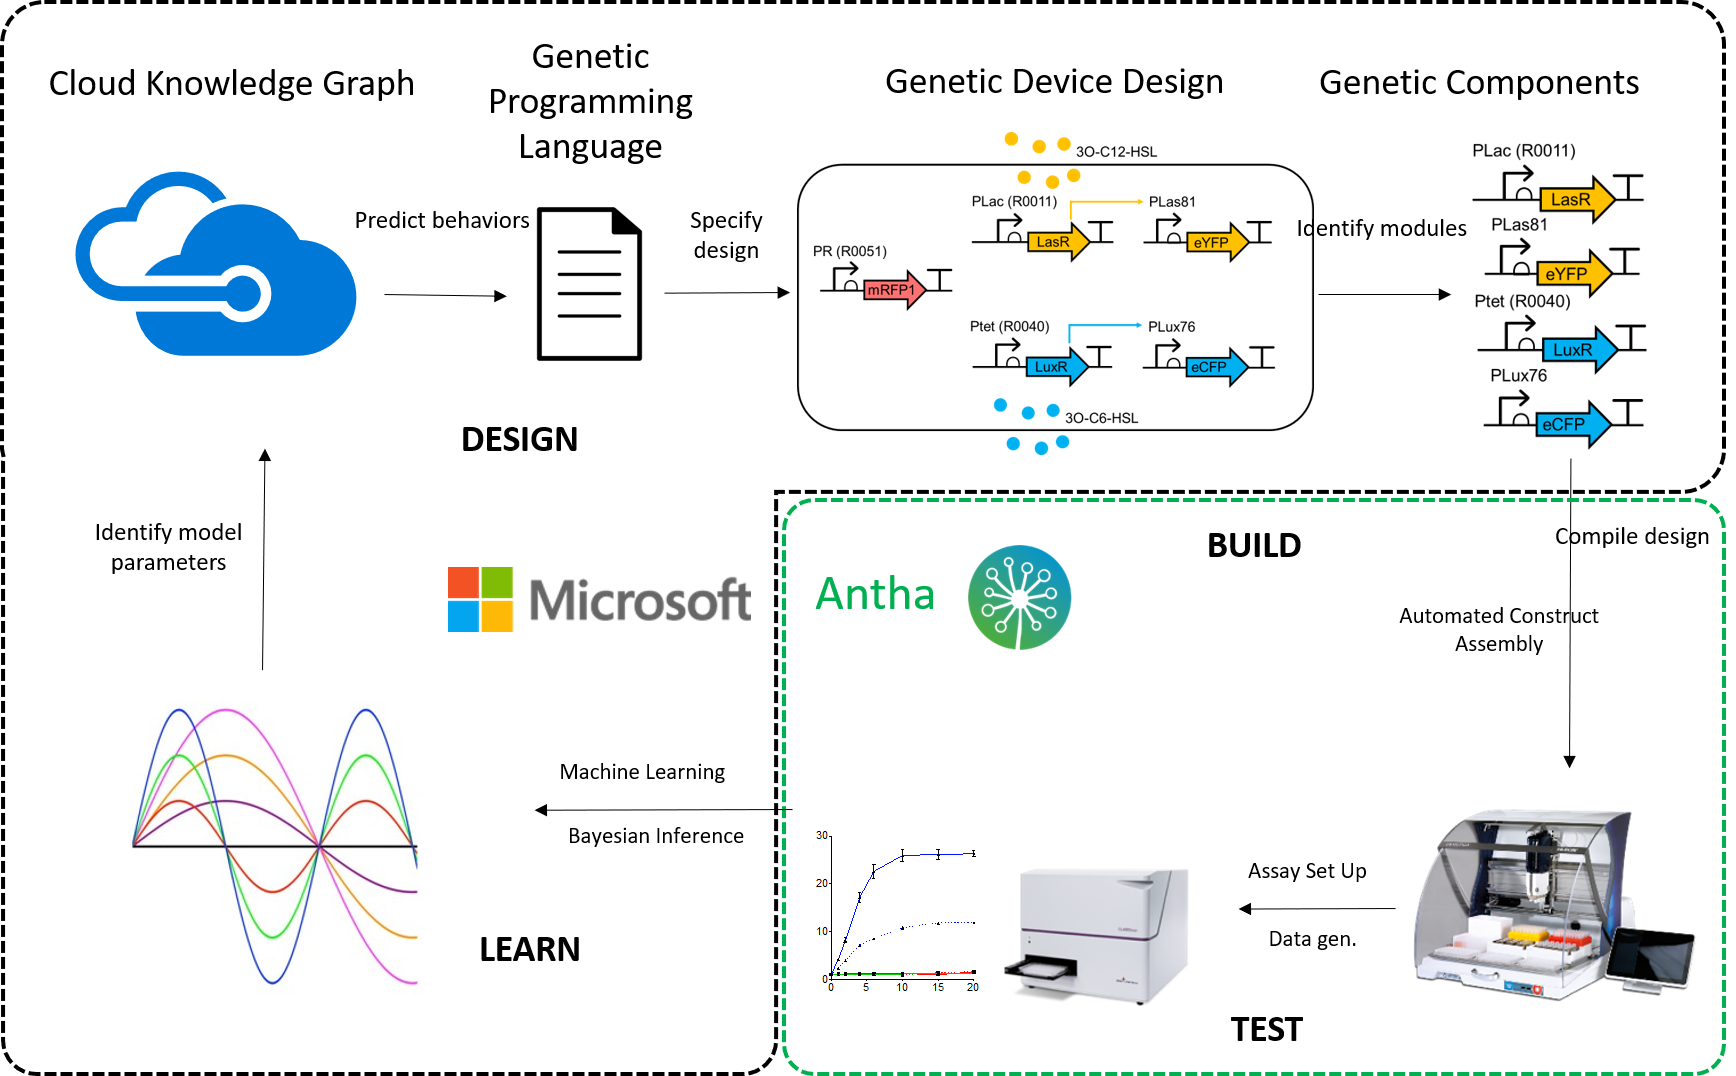 Cloud Knowledge Graph
Genetic
Programming
Language
Genetic Device Design
Genetic Components
Predict behaviors
Specify
design
3O-C12-HSL
PLac (R0011)
LasR
PLas81
eYFP
PR (R0051)
mRFP1
Ptet (R0040)
LuxR
PLux76
eCFP
3O-C6-HSL
Identify modules
PLac (R0011)
LasR
PLas81
eYFP
Ptet (R0040)
LuxR
PLux76
eCFP
DESIGN
Identify model
parameters
Microsoft
Antha
BUILD
Compile design
Automated Construct
Assembly
Machine Learning
Bayesian Inference
LEARN
30
20
10
0
0
5
10
15
20
Assay Set Up
Data gen.
TEST